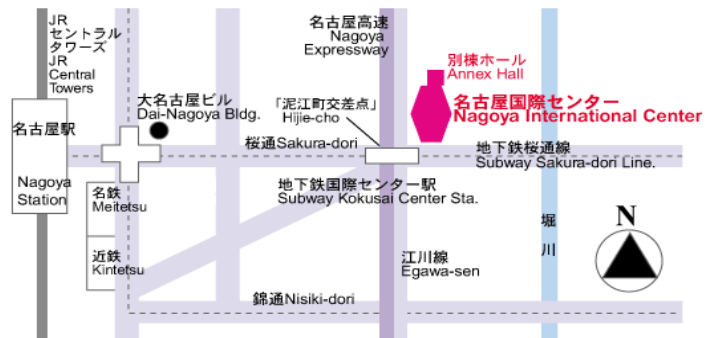 JR
セントラル
タワーズ
JR
Central
Towers
名古屋高速
Nagoya
Expressway
別棟ホール
Annex Hall
名古屋国際センター
Nagoya International Center
大名古屋ビル
Dai-Nagoya Bldg.
「泥江町交差点」
Hijie-cho
名古屋駅
Nagoya
Station
桜通Sakura-dori
地下鉄桜通線
Subway Sakura-dori Line.
名鉄
Meitetsu
地下鉄国際センター駅
Subway Kokusai Center Sta.
近鉄
Kintetsu
江川線
Egawa-sen
堀川
N
錦通Nisiki-dori